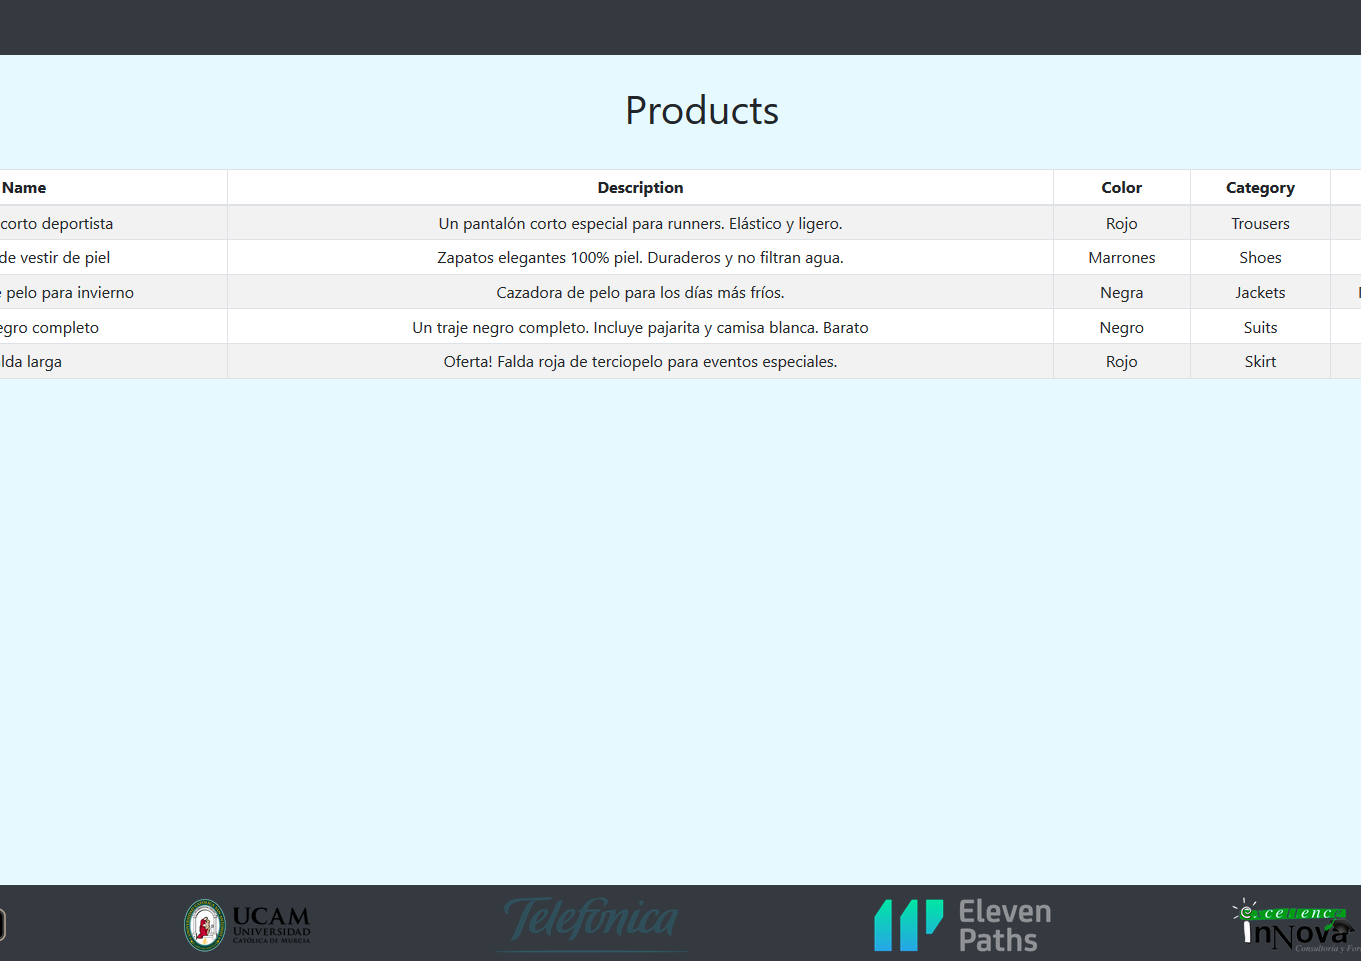 Products
Name Description Color Category
corto deportista Un pantalón corto especial para runners. Elástico y ligero. Rojo Trousers
de vestir de piel Zapatos elegantes 100% piel. Duraderos y no filtran agua. Marrones Shoes
pelo para invierno Cazadora de pelo para los días más fríos. Negra Jackets
egro completo Un traje negro completo. Incluye pajarita y camisa blanca. Barato Negro Suits
lda larga Oferta! Falda roja de terciopelo para eventos especiales. Rojo Skirt
UCAM
UNIVERSIDAD
CATÓLICA DE MURCIA
Telefónica
Eleven
Paths
eXcellenc
inNova
Consultoría y For